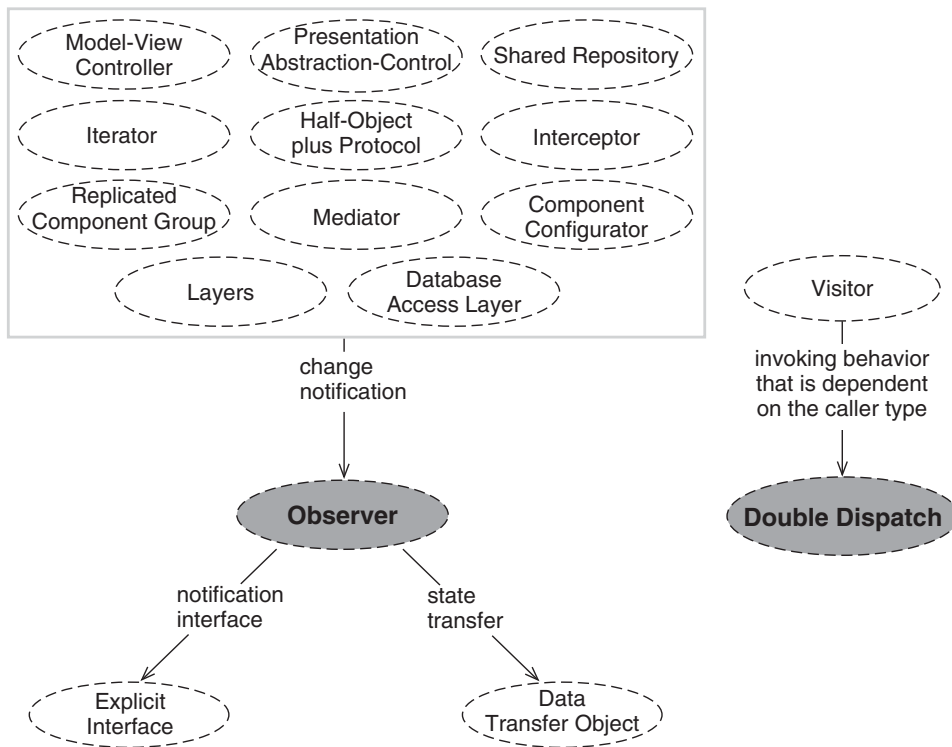 Model-View
Controller
Presentation
Abstraction-Control
Shared Repository
Iterator
Half-Object
plus Protocol
Interceptor
Replicated
Component Group
Mediator
Component
Configurator
Layers
Database
Access Layer
Visitor
change
notification
invoking behavior
that is dependent
on the caller type
Observer
Double Dispatch
notification
interface
state
transfer
Explicit
Interface
Data
Transfer Object